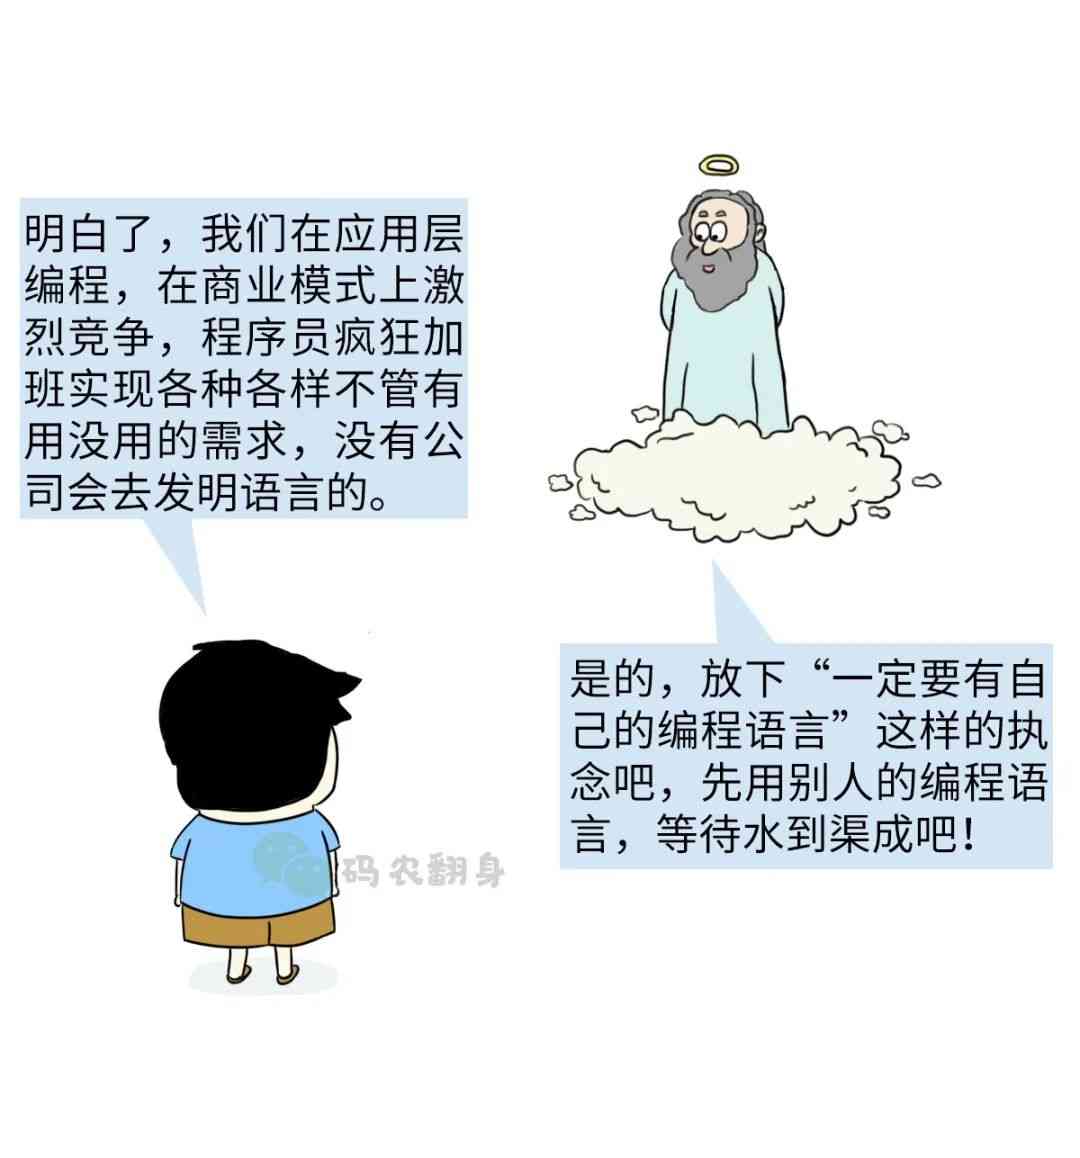 明白了，我们在应用层
编程，在商业模式上激
烈竞争，程序员疯狂加
班实现各种各样不管有
用没用的需求，没有公
司会去发明语言的。
是的，放下“一定要有自
己的编程语言”这样的执
念吧，先用别人的编程语
言，等待水到渠成吧！
码农翻身